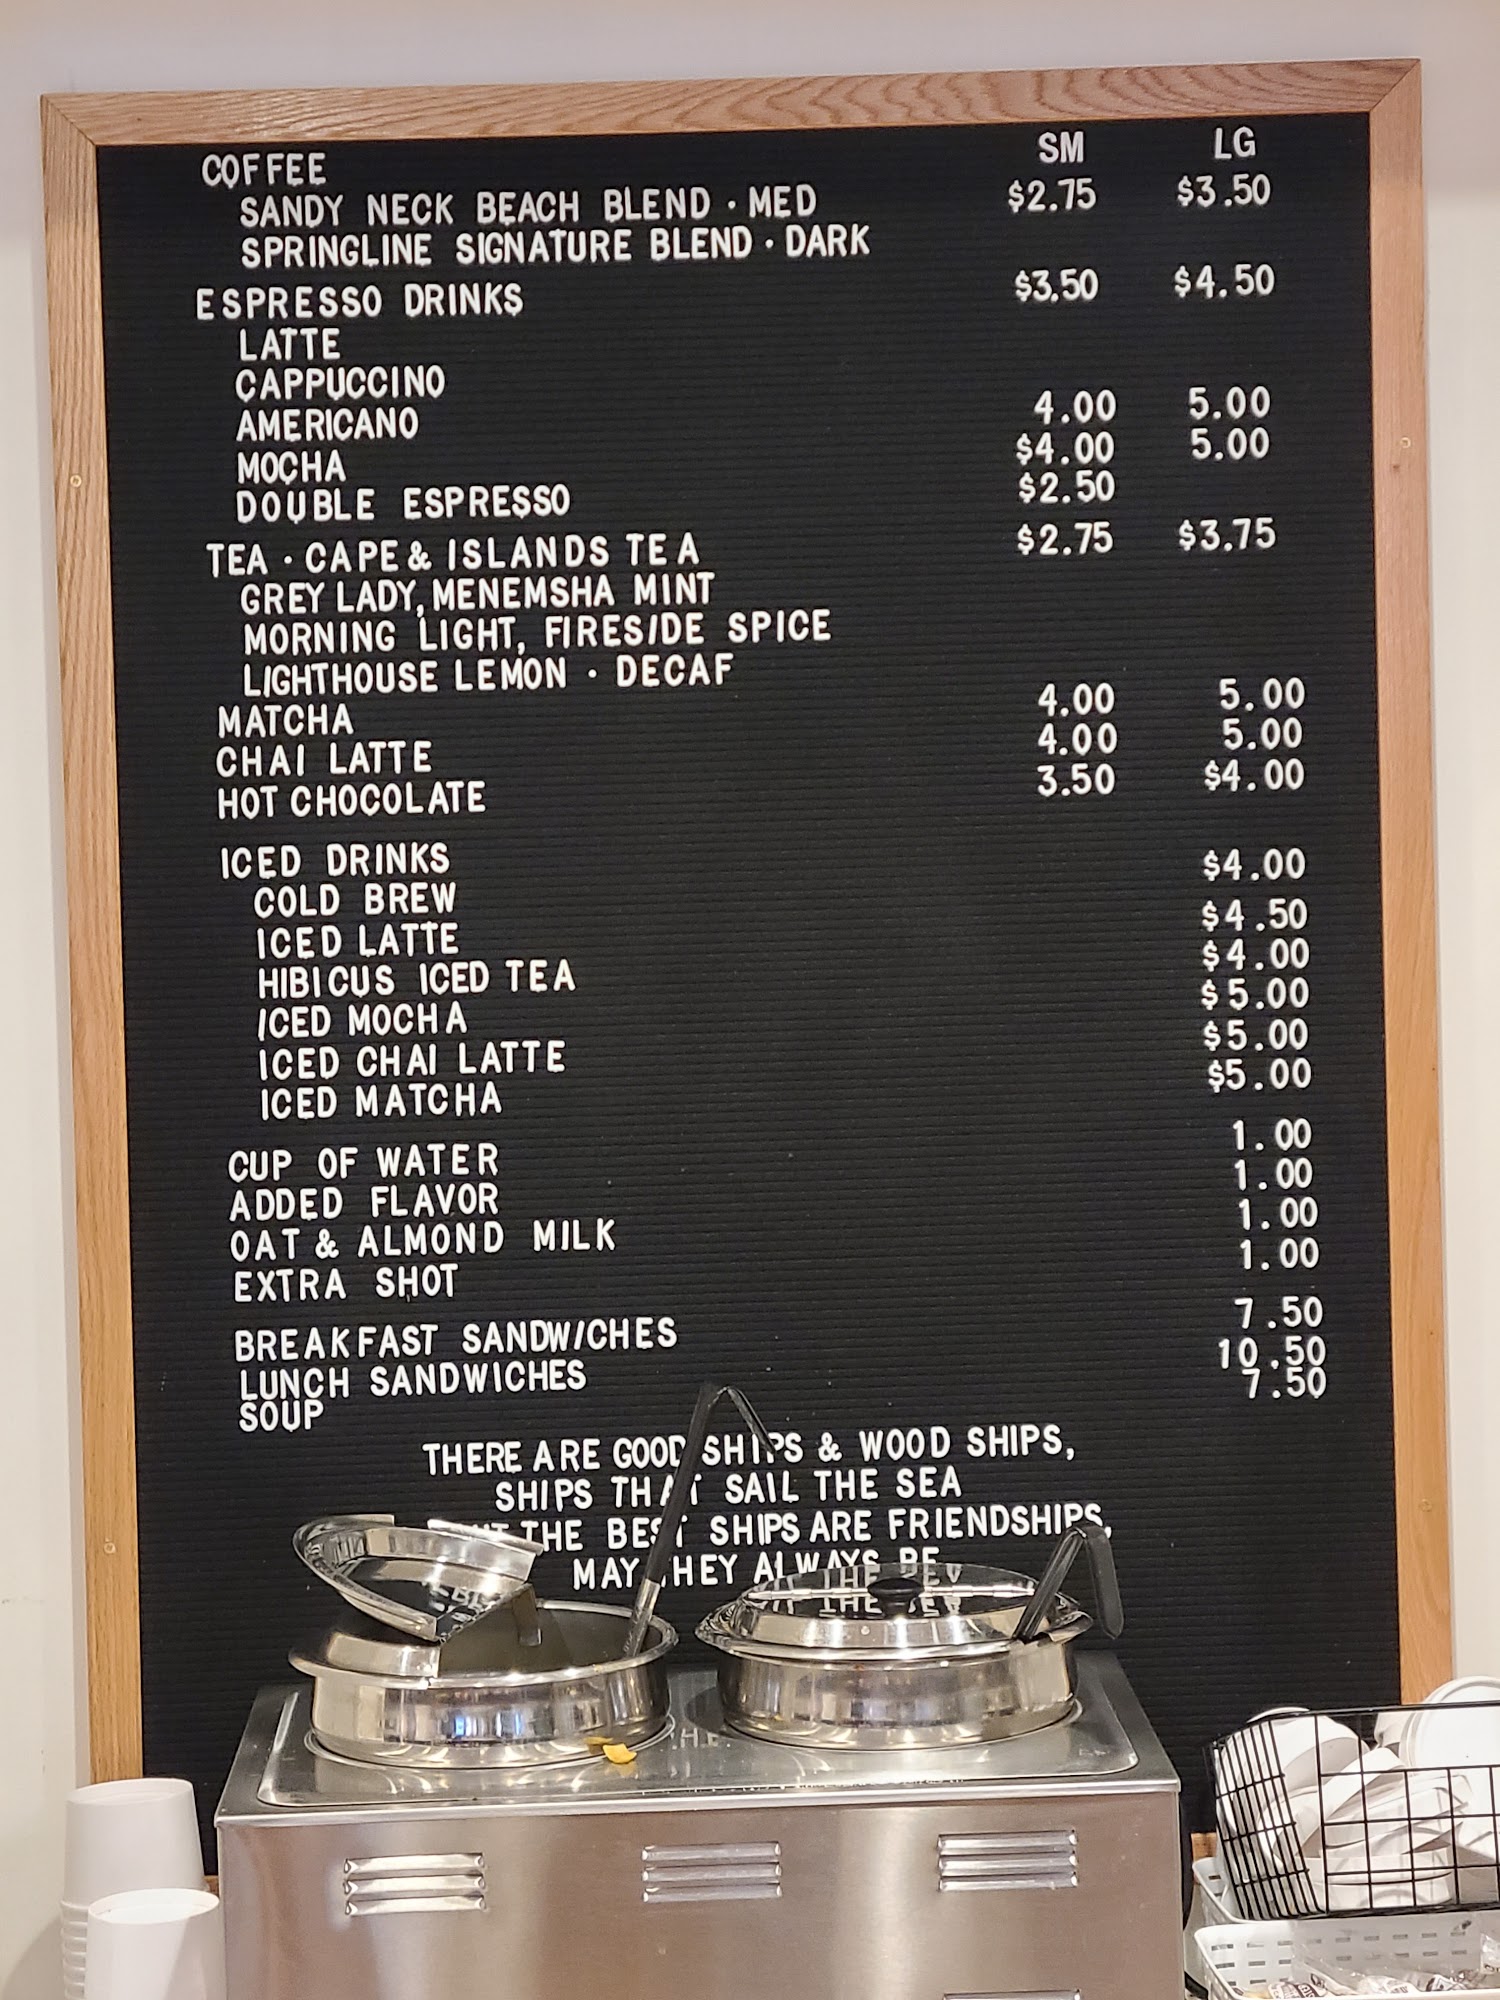 COFFEE SM LG
SANDY NECK BEACH BLEND · MED $2.75 $3.50
SPRINGLINE SIGNATURE BLEND · DARK
ESPRESSO DRINKS $3.50 $4.50
LATTE
CAPPUCCINO
AMERICANO 4.00 5.00
MOCHA $4.00 5.00
DOUBLE ESPRESSO $2.50
TEA · CAPE & ISLANDS TEA $2.75 $3.75
GREY LADY, MENEMSHA MINT
MORNING LIGHT, FIRESIDE SPICE
LIGHTHOUSE LEMON · DECAF
MATCHA 4.00 5.00
CHAI LATTE 4.00 5.00
HOT CHOCOLATE 3.50 $4.00
ICED DRINKS
COLD BREW $4.00
ICED LATTE $4.50
HIBICUS ICED TEA $4.00
ICED MOCHA $5.00
ICED CHAI LATTE $5.00
ICED MATCHA $5.00
CUP OF WATER 1.00
ADDED FLAVOR 1.00
OAT & ALMOND MILK 1.00
EXTRA SHOT 1.00
BREAKFAST SANDWICHES 7.50
LUNCH SANDWICHES 10.50
SOUP 7.50
THERE ARE GOOD SHIPS & WOOD SHIPS,
SHIPS THAT SAIL THE SEA
THE BEST SHIPS ARE FRIENDSHIPS,
MAY THEY ALWAYS BE